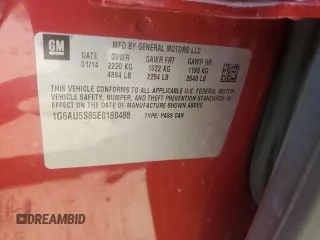 GM
MFD BY GENERAL MOTORS LLC
DATE GVWR GAWR FRT GAWR RR
01/14 2220 KG 1022 KG 1198 KG
4894 LB 2254 LB 2640 LB
THIS VEHICLE CONFORMS TO ALL APPLICABLE U.S. FEDERAL MOTOR VEHICLE
SAFETY, BUMPER, AND THEFT PREVENTION STANDARDS IN EFFECT ON THE
DATE OF MANUFACTURE SHOWN ABOVE.
1G6AU5S85E0168488 TYPE: PASS CAR
DREAMBID